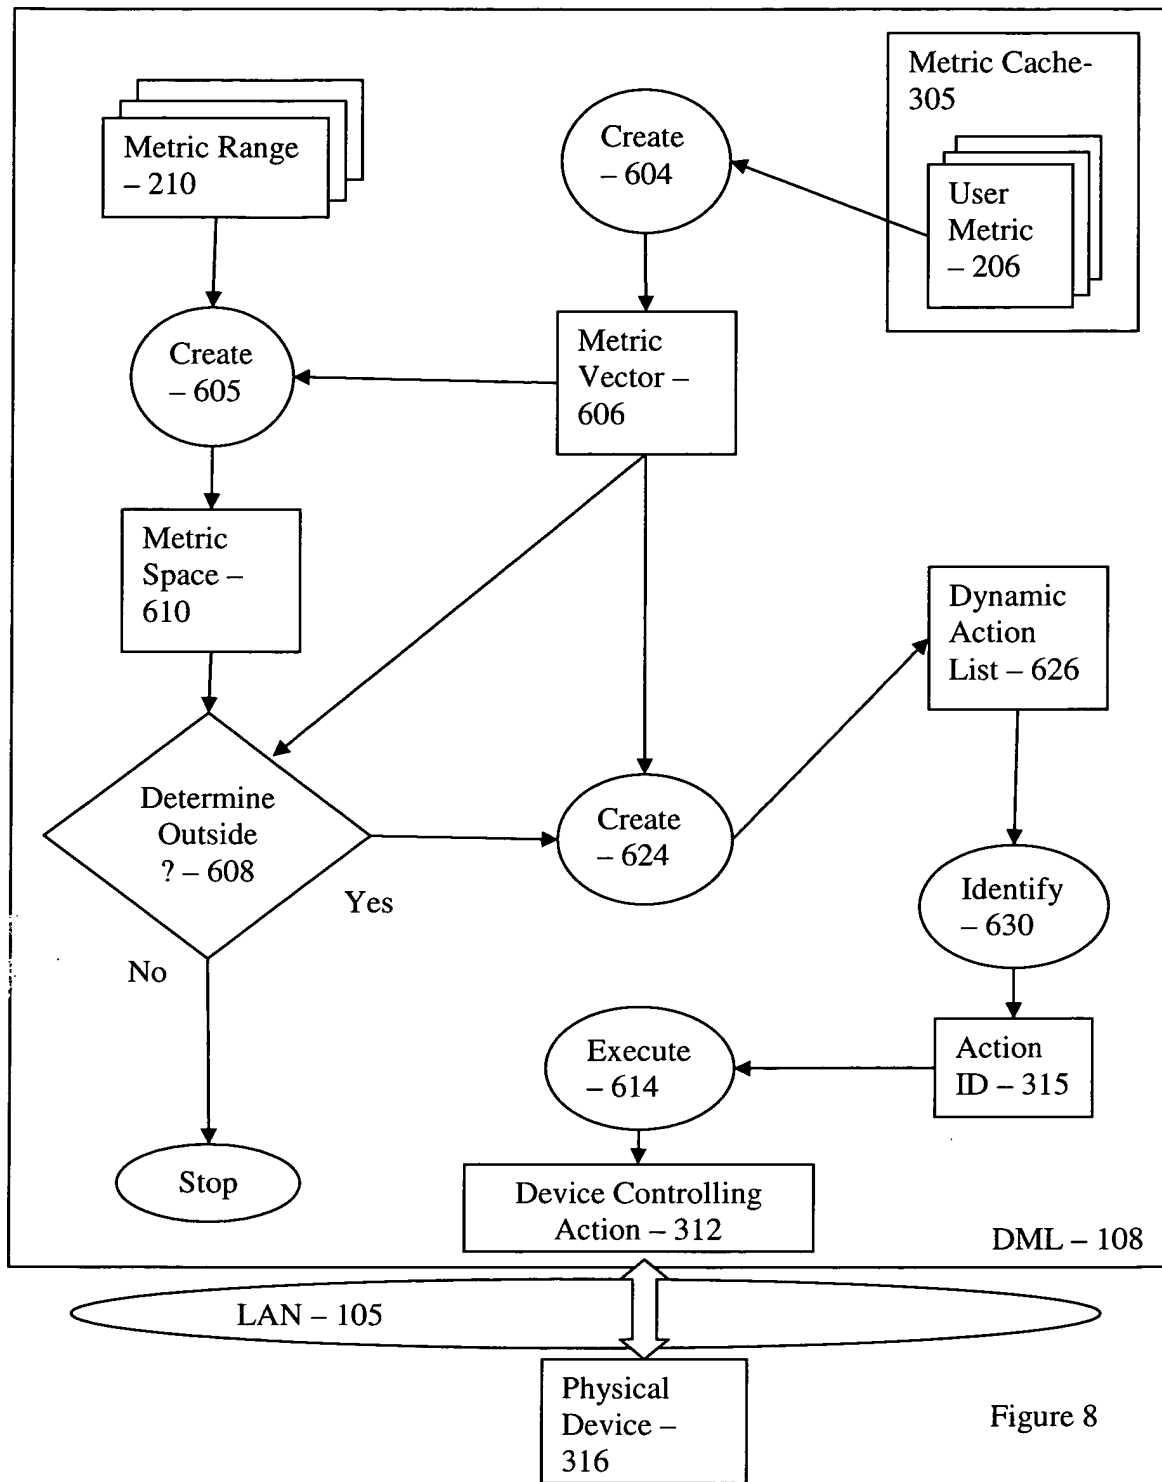 Metric Cache-
305
Metric Range
– 210
Create
– 604
User
Metric
– 206
Create
– 605
Metric
Vector –
606
Metric
Space –
610
Dynamic
Action
List – 626
Determine
Outside
? – 608
Create
– 624
Yes
Identify
– 630
No
Execute
– 614
Action
ID – 315
Stop
Device Controlling
Action – 312
DML – 108
LAN – 105
Physical
Device –
316
Figure 8